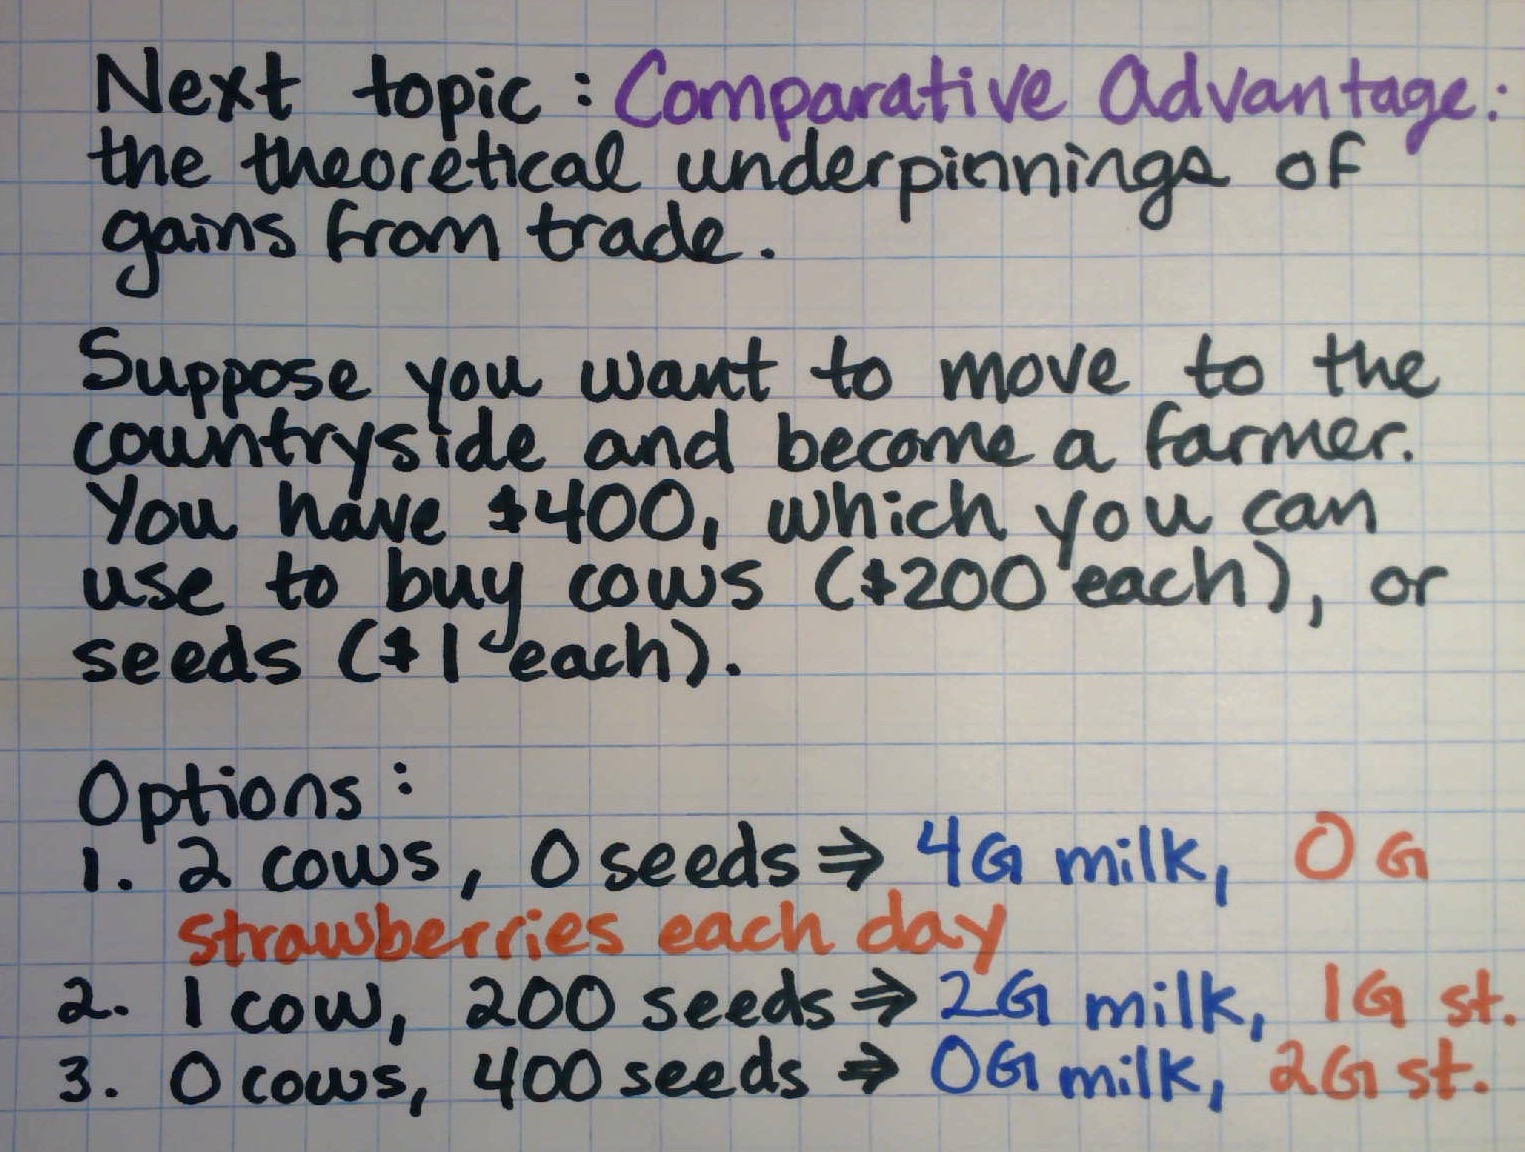 Next topic: Comparative Advantage:
the theoretical underpinnings of
gains from trade.
Suppose you want to move to the
countryside and become a farmer.
You have $400, which you can
use to buy cows ($200 each), or
seeds ($1 each).
Options:
1. 2 cows, 0 seeds ⇒ 4G milk, 0 G
strawberries each day
2. 1 cow, 200 seeds ⇒ 2G milk, 1G st.
3. 0 cows, 400 seeds ⇒ 0G milk, 2G st.